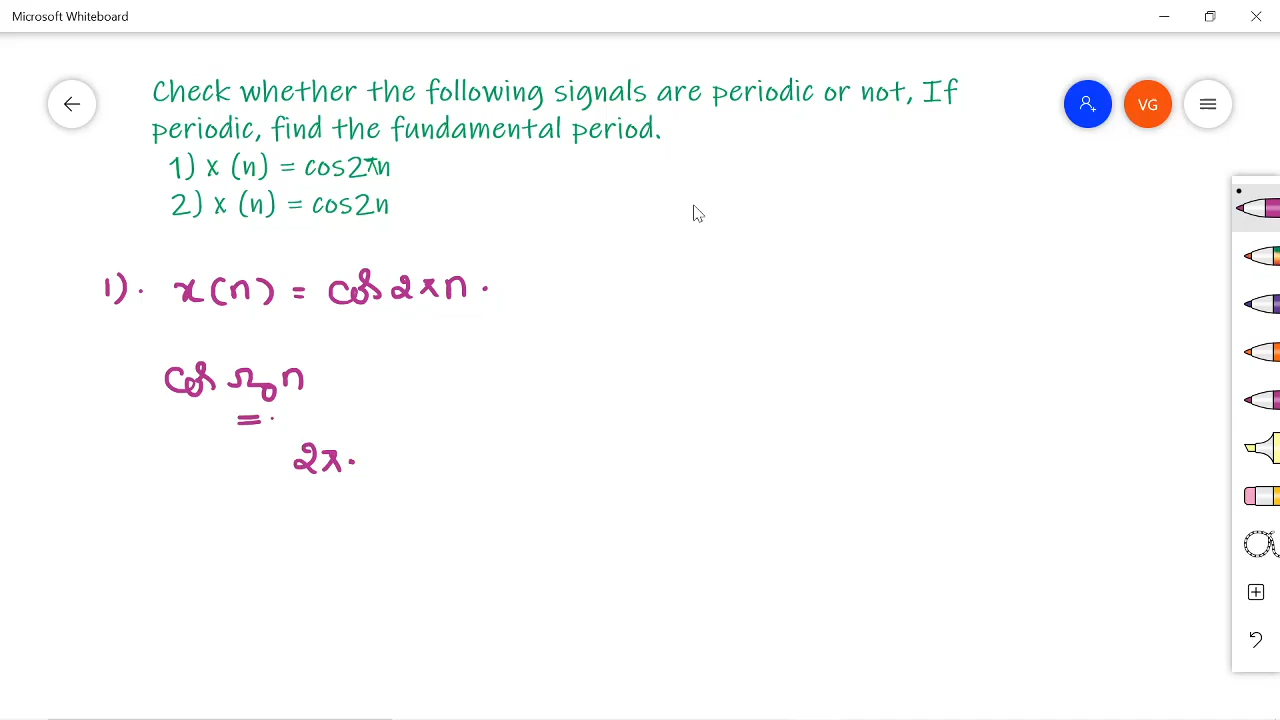 Microsoft Whiteboard
Check whether the following signals are periodic or not, If
periodic, find the fundamental period.
1) x (n) = cos2πn
2) x (n) = cos2n
VG
1). x(n) = cos 2πn.
cos Ω₀ n
=
2π.